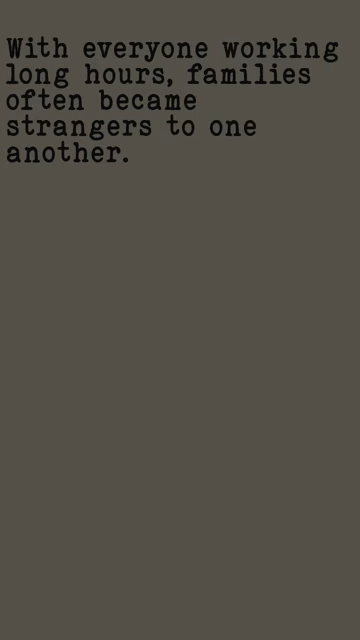 With everyone working
long hours, families
often became
strangers to one
another.